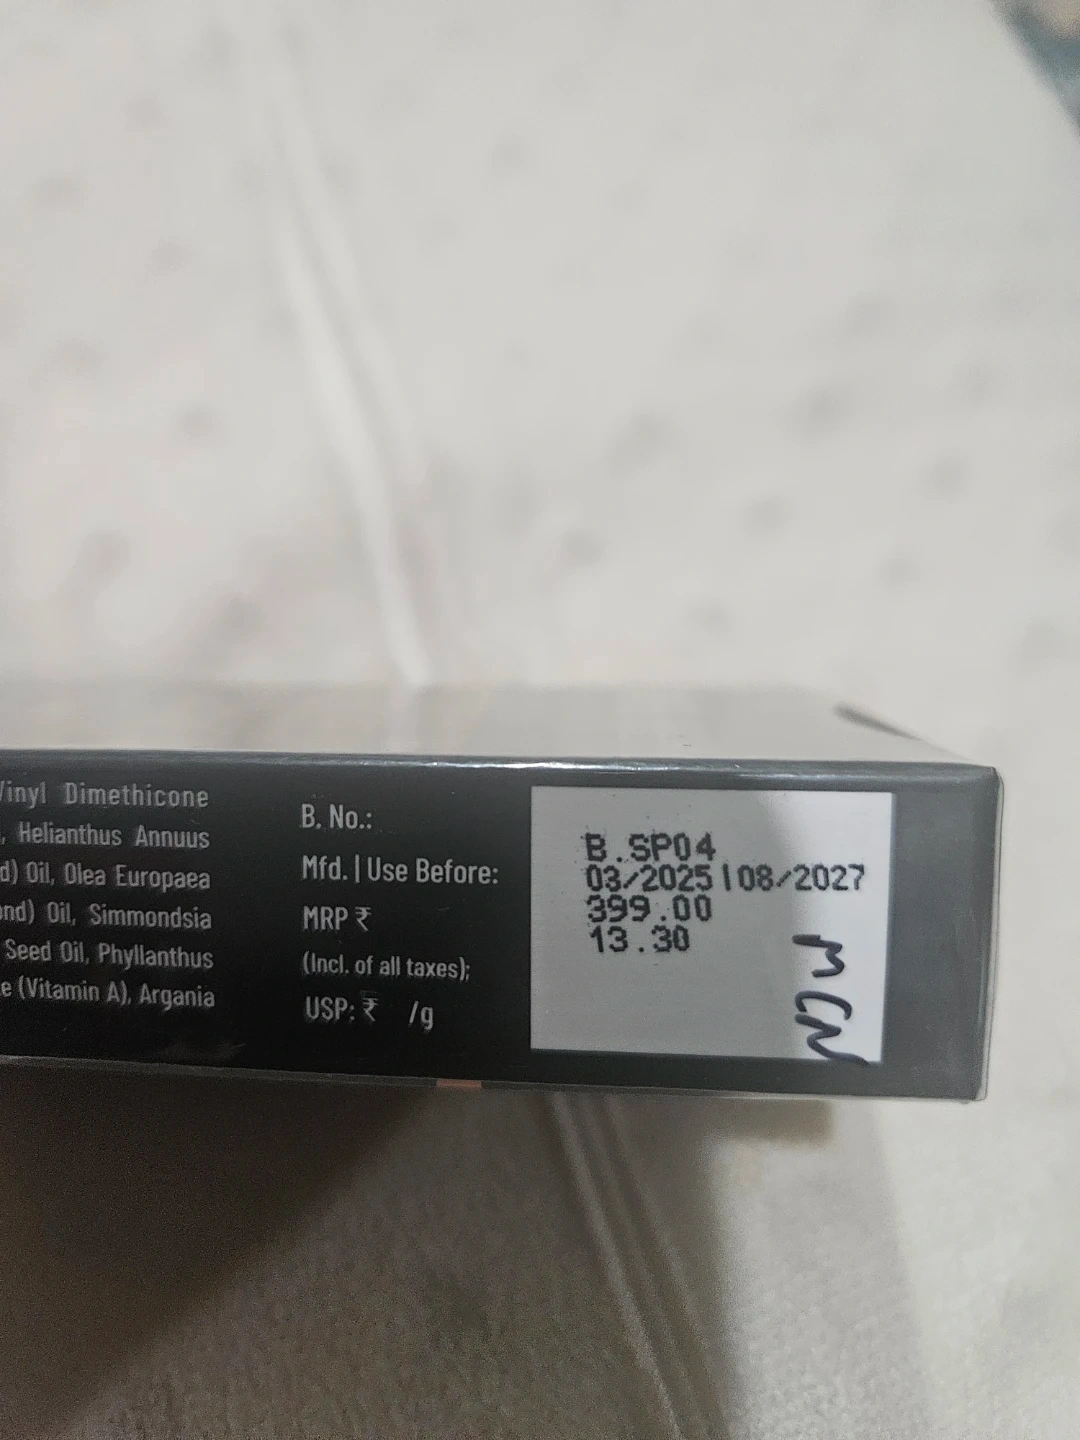 Vinyl Dimethicone
, Helianthus Annuus
d) Oil, Olea Europaea
ond) Oil, Simmondsia
Seed Oil, Phyllanthus
e (Vitamin A), Argania
B. No.:
Mfd. | Use Before:
MRP ₹
(Incl. of all taxes);
USP: ₹ /g
B.SP04
03/2025|08/2027
399.00
13.30
MCN